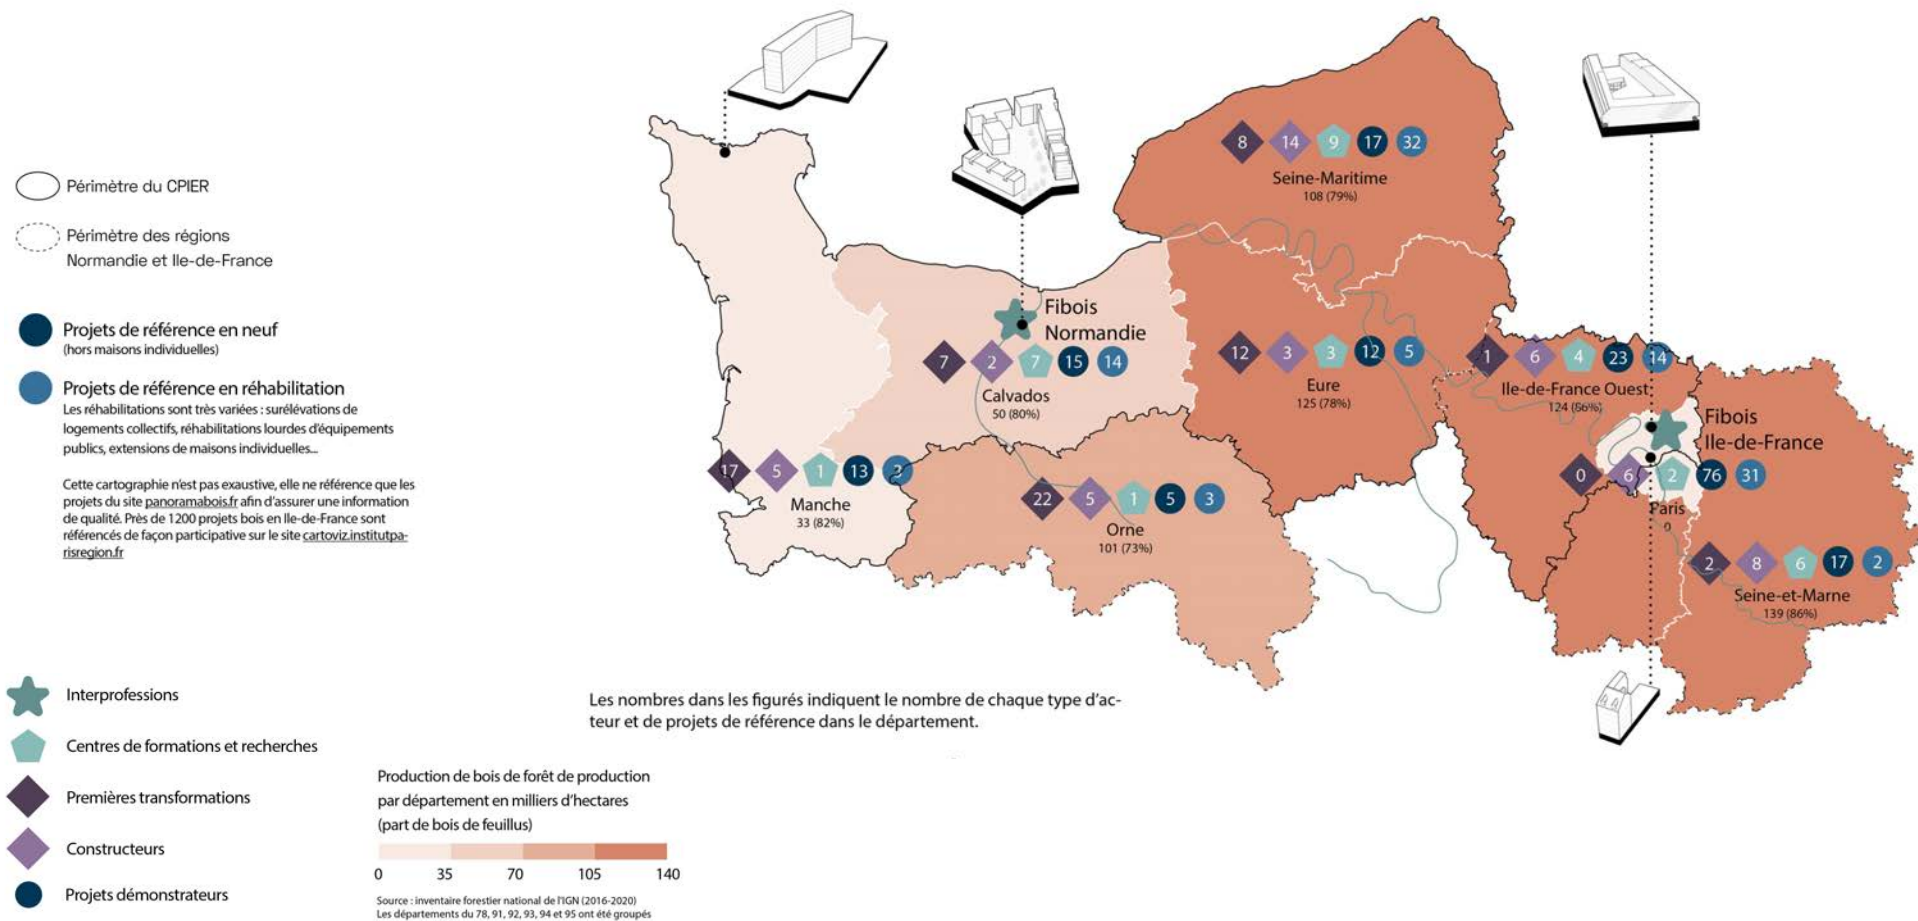 Périmètre du CPIER
Périmètre des régions
Normandie et Ile-de-France
Projets de référence en neuf
(hors maisons individuelles)
Projets de référence en réhabilitation
Les réhabilitations sont très variées : surélévations de
logements collectifs, réhabilitations lourdes d'équipements
publics, extensions de maisons individuelles...
Cette cartographie n'est pas exaustive, elle ne référence que les
projets du site panoramabois.fr afin d'assurer une information
de qualité. Près de 1200 projets bois en Ile-de-France sont
référencés de façon participative sur le site cartoviz.institutpa-
risregion.fr
Interprofessions
Centres de formations et recherches
Premières transformations
Constructeurs
Projets démonstrateurs
8 14 9 17 32
Seine-Maritime
108 (79%)
Fibois
Normandie
7 2 7 15 14
Calvados
50 (80%)
12 3 3 12 5
Eure
125 (78%)
1 6 4 23 14
Ile-de-France Ouest
124 (86%)
Fibois
Ile-de-France
17 5 1 13 3
Manche
33 (82%)
22 5 1 5 3
Orne
101 (73%)
0 6 2 76 31
Paris
0
2 8 6 17 2
Seine-et-Marne
139 (86%)
Les nombres dans les figurés indiquent le nombre de chaque type d'ac-
teur et de projets de référence dans le département.
Production de bois de forêt de production
par département en milliers d'hectares
(part de bois de feuillus)
0 35 70 105 140
Source : inventaire forestier national de l'IGN (2016-2020)
Les départements du 78, 91, 92, 93, 94 et 95 ont été groupés